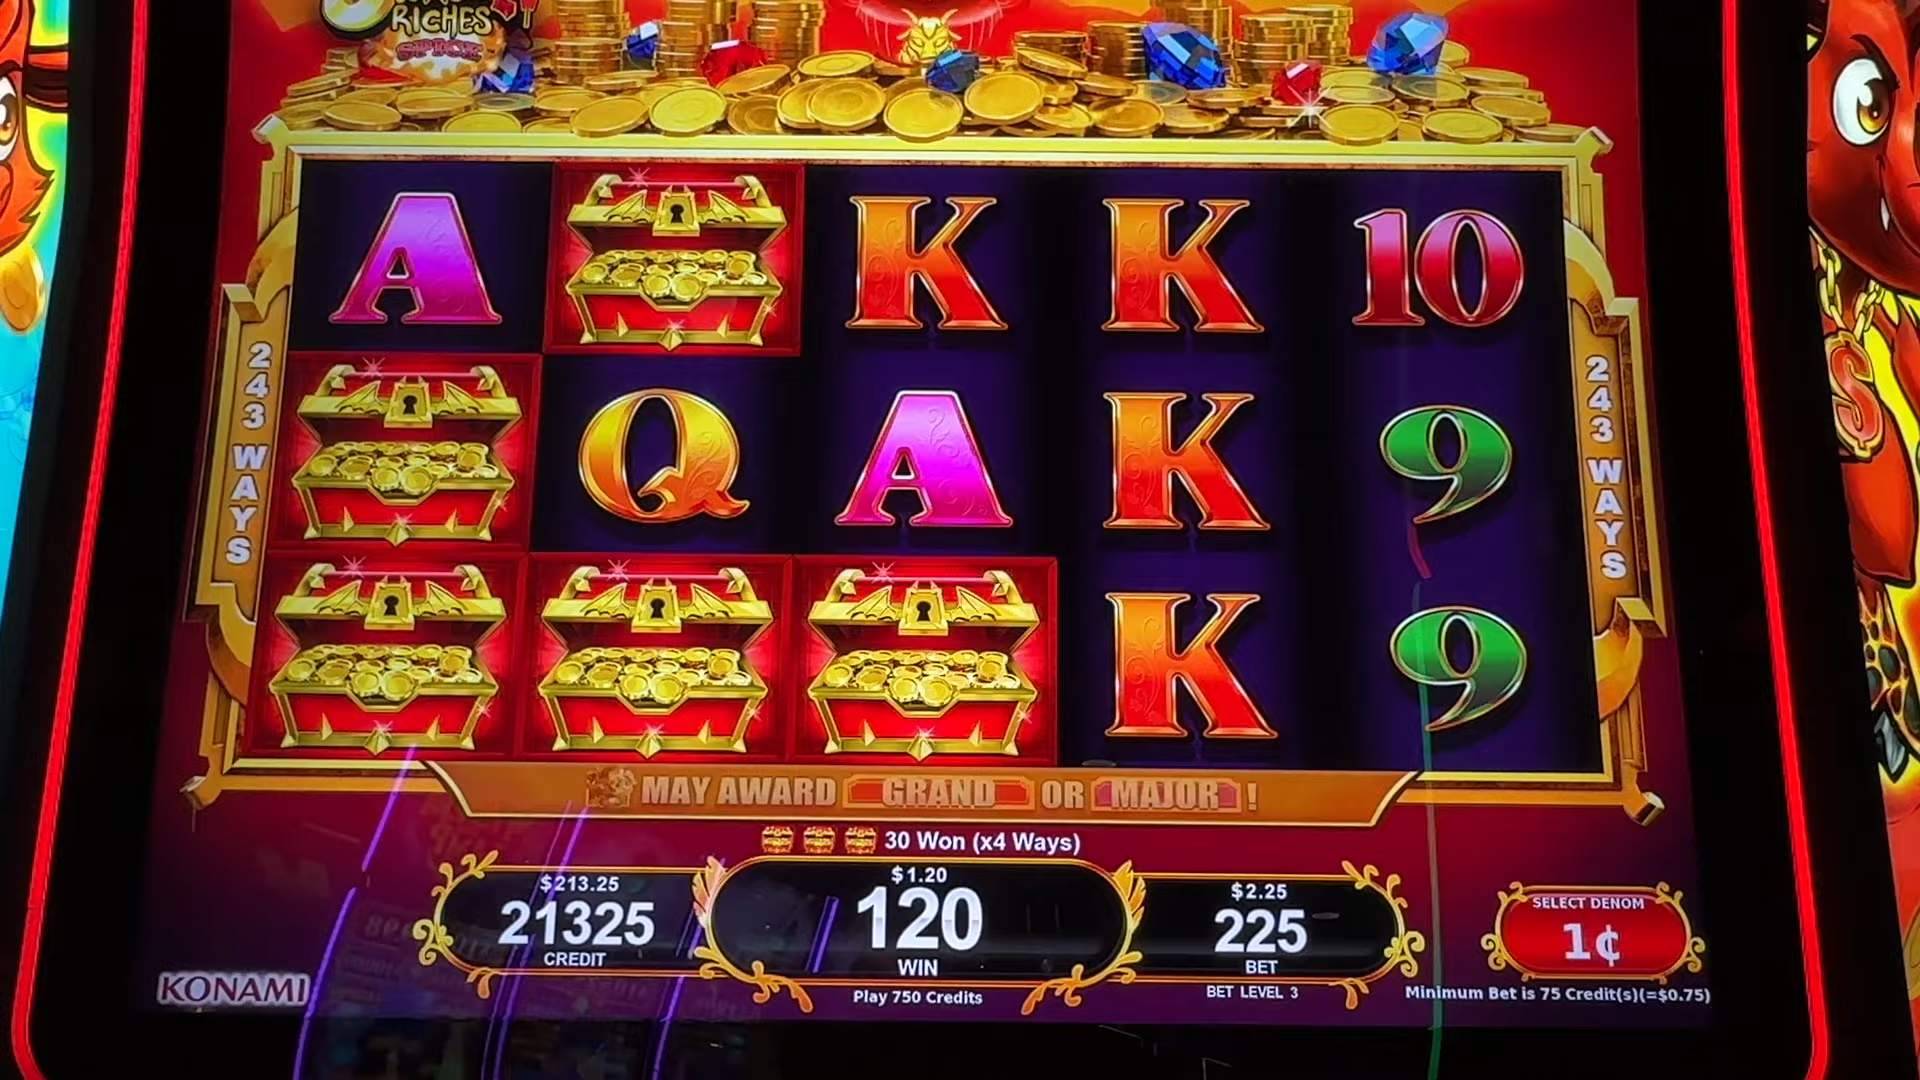 RICHES
A K K 10
Q A K 9
K 9
243 WAYS
243 WAYS
MAY AWARD GRAND OR MAJOR !
30 Won (x4 Ways)
$213.25
21325
CREDIT
$1.20
120
WIN
Play 750 Credits
$2.25
225
BET
BET LEVEL 3
SELECT DENOM
1¢
Minimum Bet is 75 Credit(s)(=$0.75)
KONAMI
$